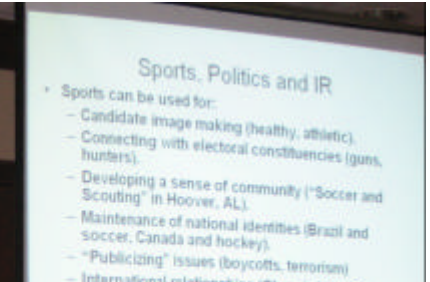 Sports, Politics and IR
• Sports can be used for:
– Candidate image making (healthy, athletic).
– Connecting with electoral constituencies (guns,
hunters).
– Developing a sense of community ("Soccer and
Scouting" in Hoover, AL).
– Maintenance of national identities (Brazil and
soccer, Canada and hockey).
– "Publicizing" issues (boycotts, terrorism)
– International